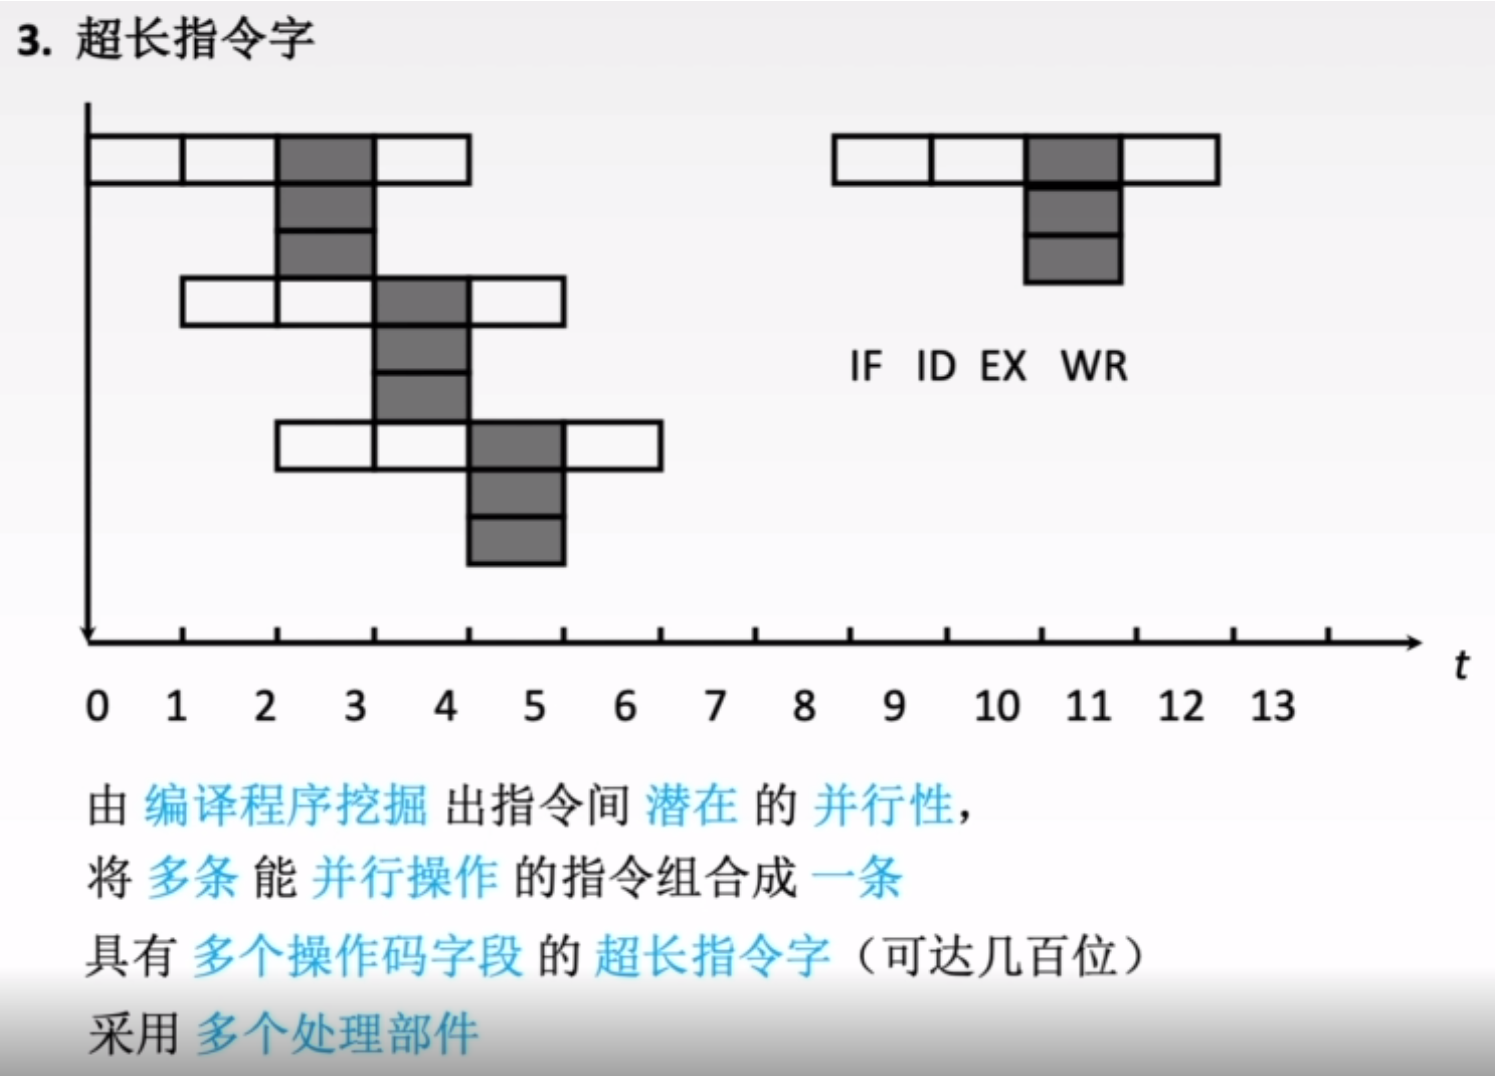 3. 超长指令字
IF ID EX WR
t
0 1 2 3 4 5 6 7 8 9 10 11 12 13
由 编译程序挖掘 出指令间 潜在 的 并行性，
将 多条 能 并行操作 的指令组合成 一条
具有 多个操作码字段 的 超长指令字（可达几百位）
采用 多个处理部件